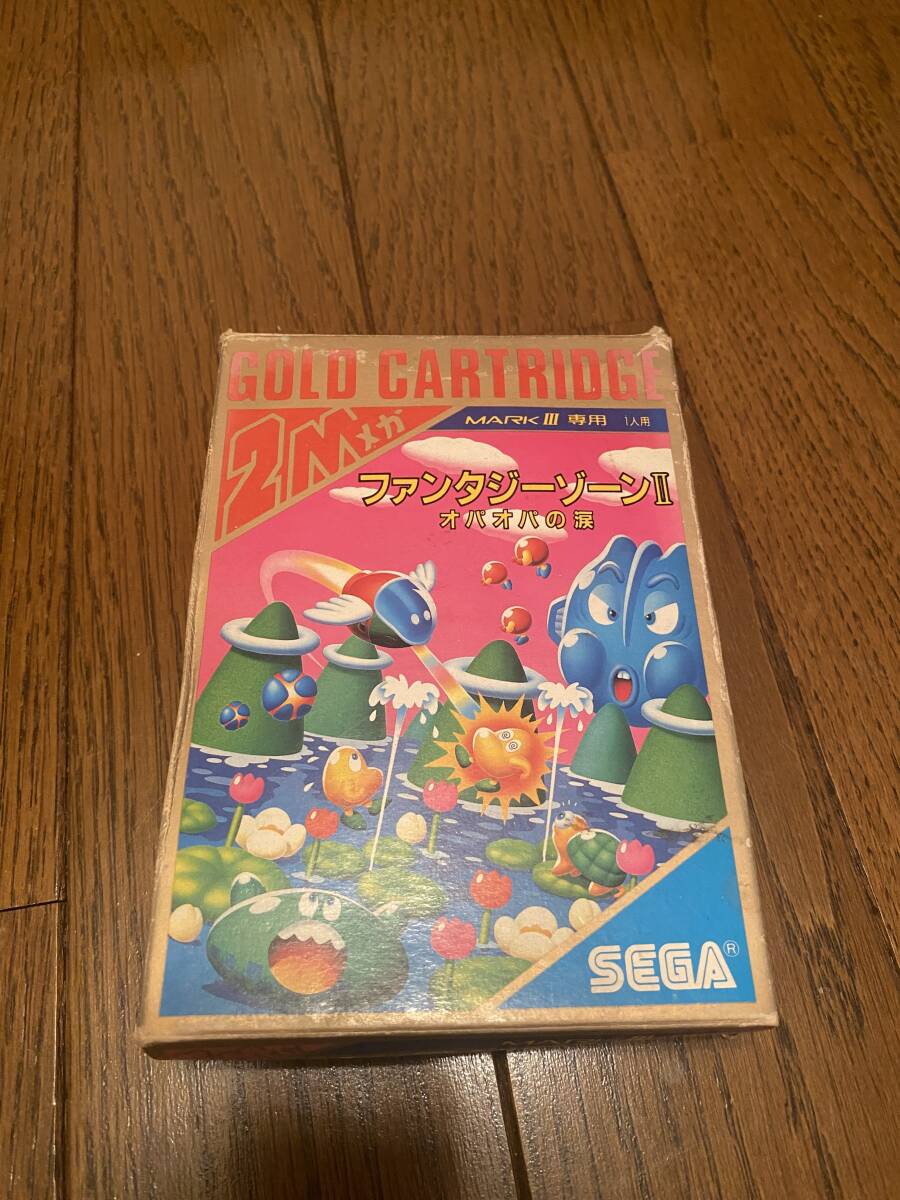 GOLD CARTRIDGE
2Mメガ
MARK III 専用 1人用
ファンタジーゾーンII
オパオパの涙
SEGA®